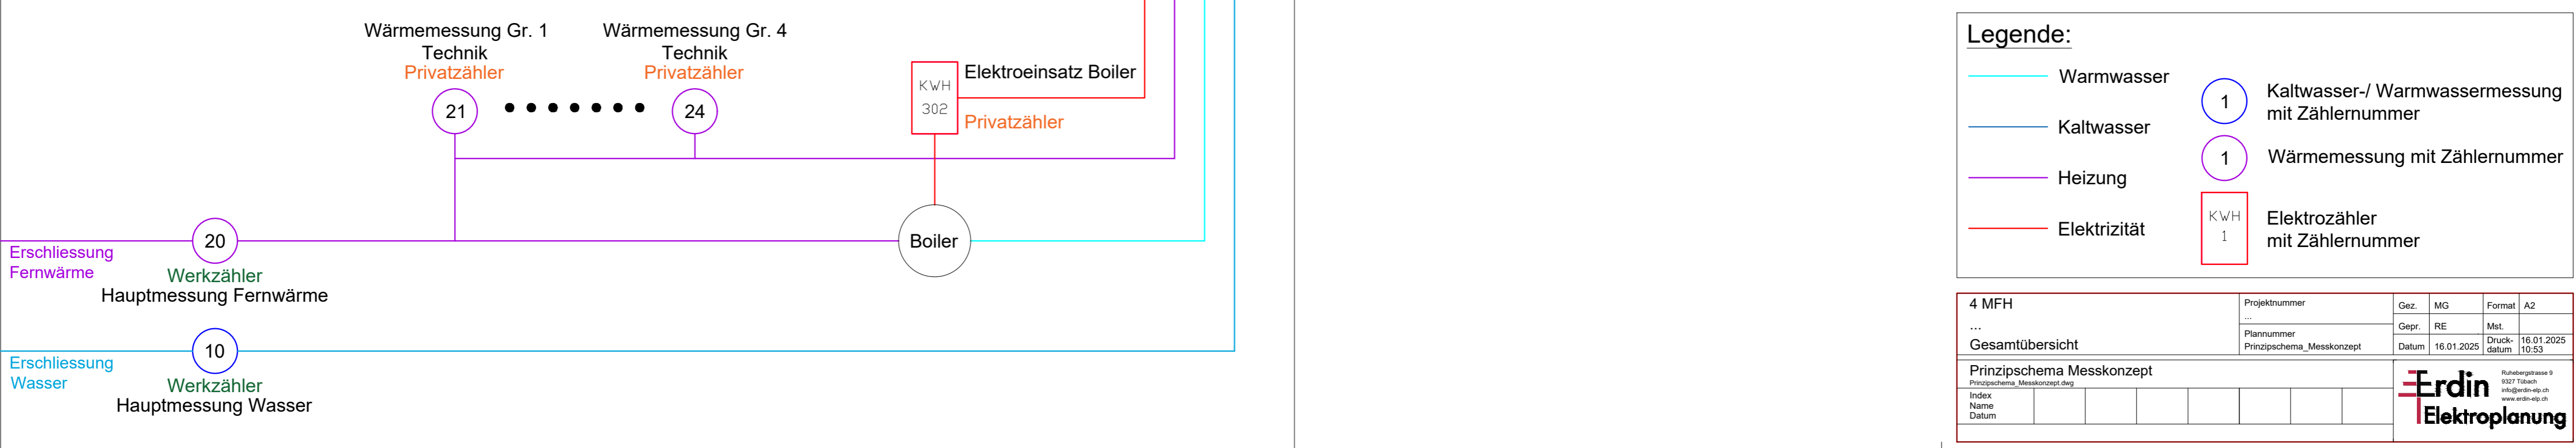 Wärmemessung Gr. 1
Technik
Privatzähler
21
Wärmemessung Gr. 4
Technik
Privatzähler
24
KWH
302
Elektroeinsatz Boiler
Privatzähler
Boiler
Erschliessung
Fernwärme
20
Werkzähler
Hauptmessung Fernwärme
Erschliessung
Wasser
10
Werkzähler
Hauptmessung Wasser
Legende:
Warmwasser
Kaltwasser
Heizung
Elektrizität
1
Kaltwasser-/ Warmwassermessung
mit Zählernummer
1
Wärmemessung mit Zählernummer
KWH
1
Elektrozähler
mit Zählernummer
4 MFH
...
Gesamtübersicht
Projektnummer
...
Plannummer
Prinzipschema_Messkonzept
Gez. MG Format A2
Gepr. RE Mst.
Datum 16.01.2025 Druck-
datum 16.01.2025
10:53
Prinzipschema Messkonzept
Prinzipschema_Messkonzept.dwg
Index
Name
Datum
Erdin
Elektroplanung
Ruhebergstrasse 9
9327 Tübach
info@erdin-elp.ch
www.erdin-elp.ch